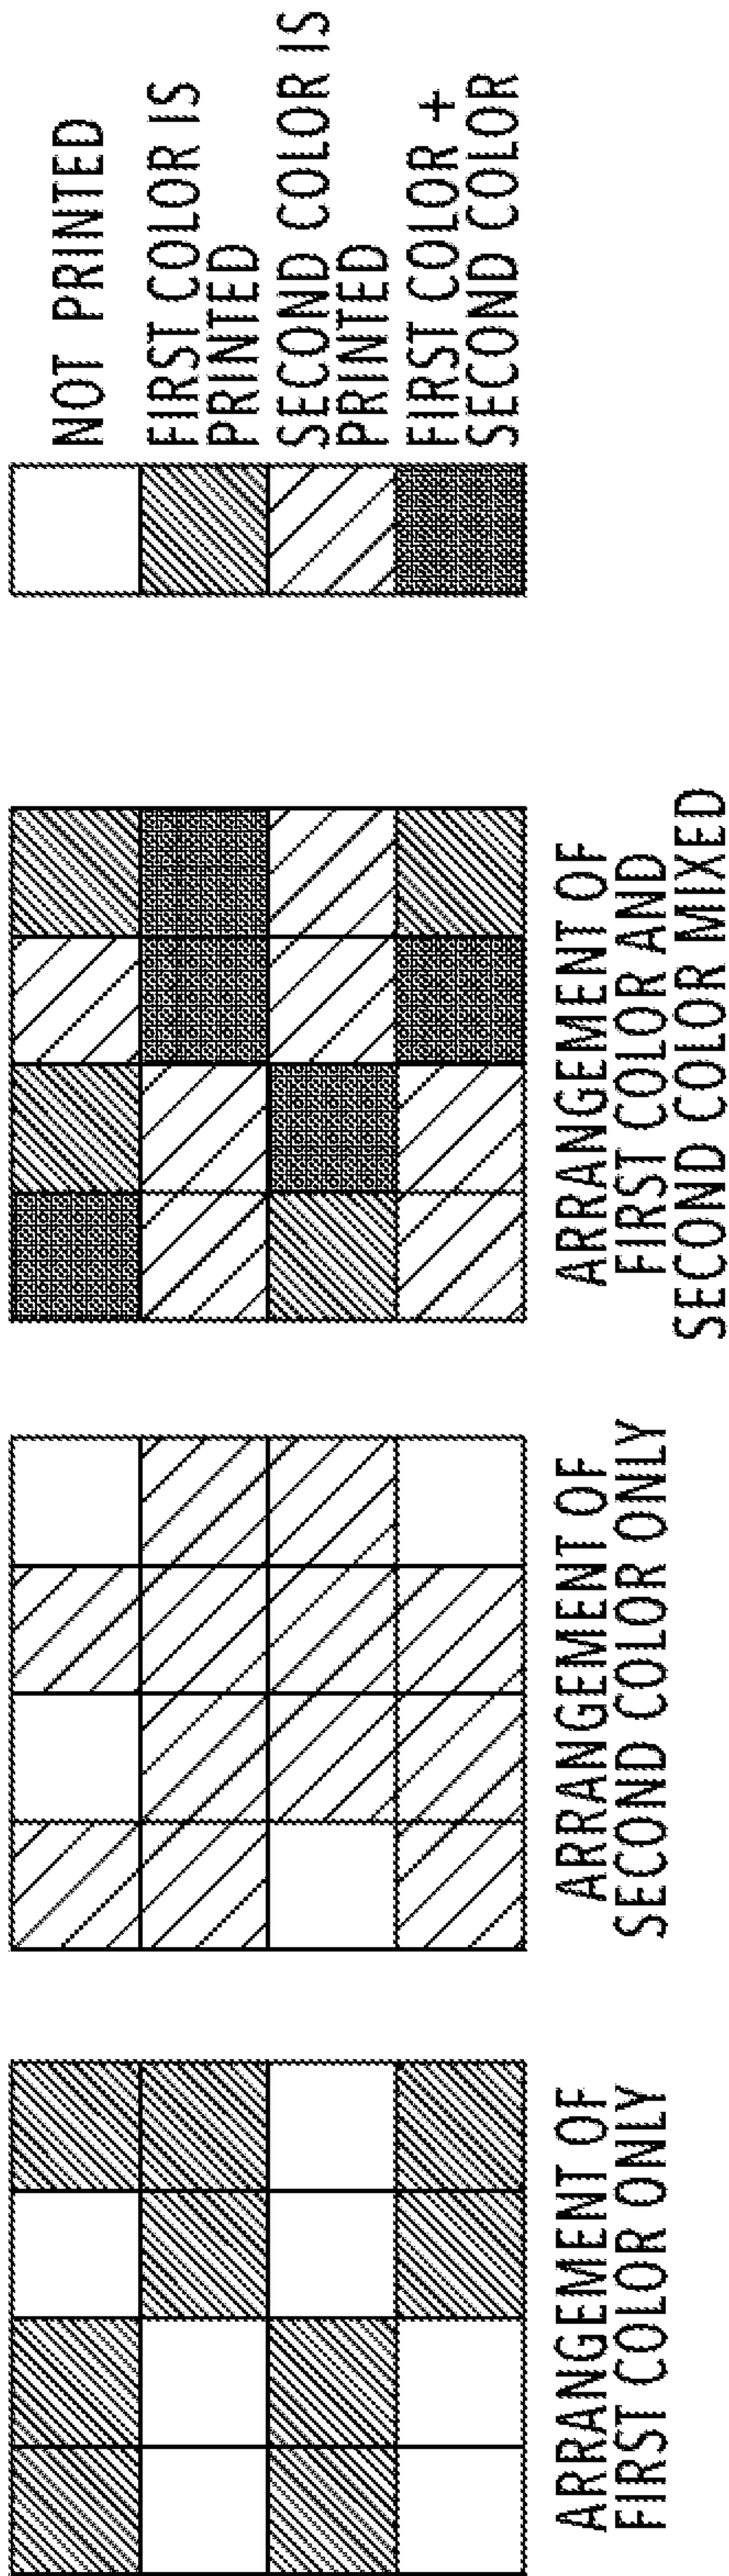 ARRANGEMENT OF
FIRST COLOR ONLY
ARRANGEMENT OF
SECOND COLOR ONLY
ARRANGEMENT OF
FIRST COLOR AND
SECOND COLOR MIXED
NOT PRINTED
FIRST COLOR IS
PRINTED
SECOND COLOR IS
PRINTED
FIRST COLOR +
SECOND COLOR